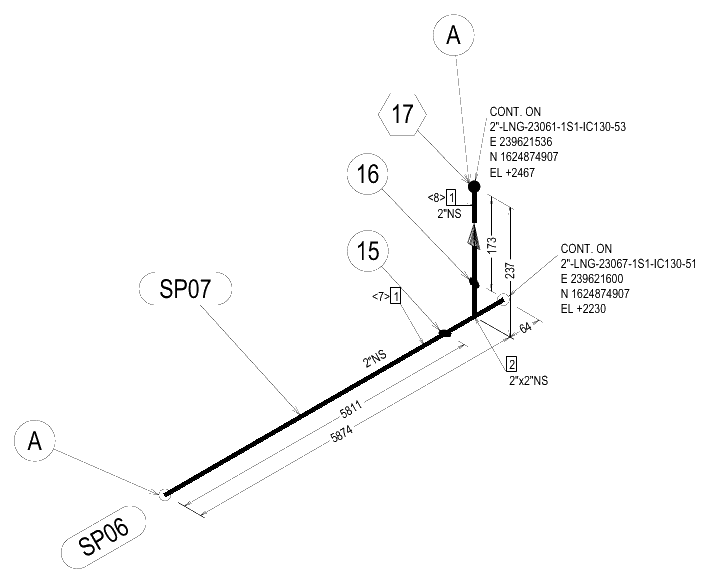 A
17
CONT. ON
2"-LNG-23061-1S1-IC130-53
E 239621536
N 1624874907
EL +2467
16
<8> 1
2"NS
173
237
15
CONT. ON
2"-LNG-23067-1S1-IC130-51
E 239621600
N 1624874907
EL +2230
SP07
<7> 1
64
2"NS
2
2"x2"NS
5811
5874
A
SP06